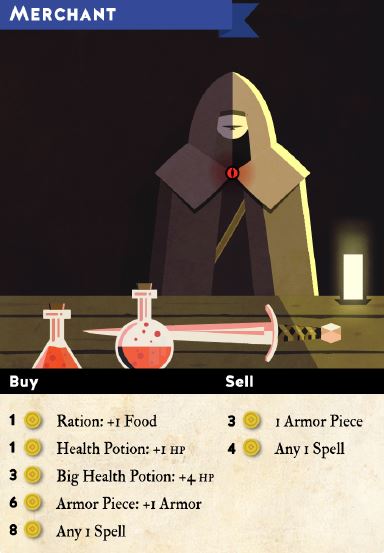 Merchant
Buy
1 Ration: +1 Food
1 Health Potion: +1 HP
3 Big Health Potion: +4 HP
6 Armor Piece: +1 Armor
8 Any 1 Spell
Sell
3 1 Armor Piece
4 Any 1 Spell